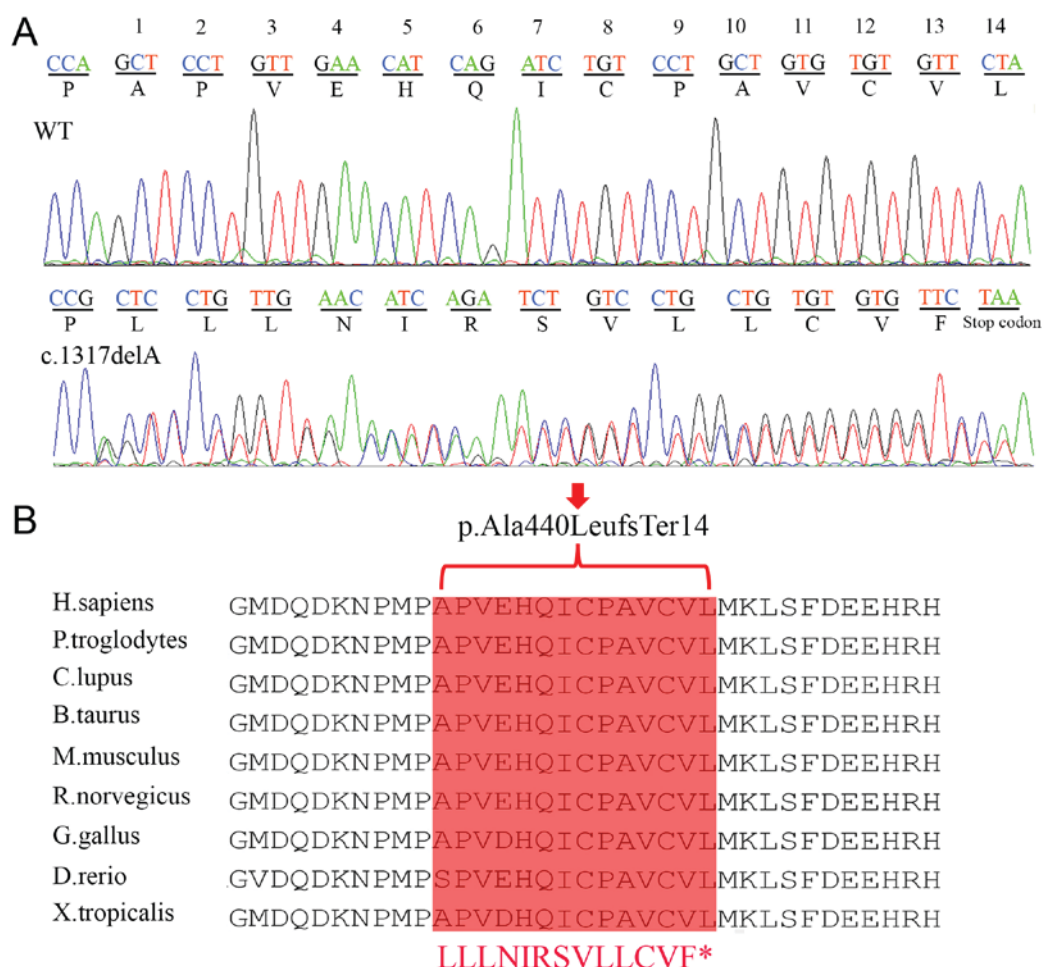 A
1 2 3 4 5 6 7 8 9 10 11 12 13 14
CCA GCT CCT GTT GAA CAT CAG ATC TGT CCT GCT GTG TGT GTT CTA
P A P V E H Q I C P A V C V L
WT
CCG CTC CTG TTG AAC ATC AGA TCT GTC CTG CTG TGT GTG TTC TAA
P L L L N I R S V L L C V F Stop codon
c.1317delA
B
p.Ala440LeufsTer14
H.sapiens GMDQDKNPMPAPVEHQICPAVCVLMKLSFDEEHRH
P.troglodytes GMDQDKNPMPAPVEHQICPAVCVLMKLSFDEEHRH
C.lupus GMDQDKNPMPAPVEHQICPAVCVLMKLSFDEEHRH
B.taurus GMDQDKNPMPAPVEHQICPAVCVLMKLSFDEEHRH
M.musculus GMDQDKNPMPAPVEHQICPAVCVLMKLSFDEEHRH
R.norvegicus GMDQDKNPMPAPVEHQICPAVCVLMKLSFDEEHRH
G.gallus GMDQDKNPMPAPVDHQICPAVCVLMKLSFDEEHRH
D.rerio GVDQDKNPMPSPVEHQICPAVCVLMKLSFDEEHRH
X.tropicalis GMDQDKNPMPAPVDHQICPAVCVLMKLSFDEEHRH
LLLNIRSVLLCVF*